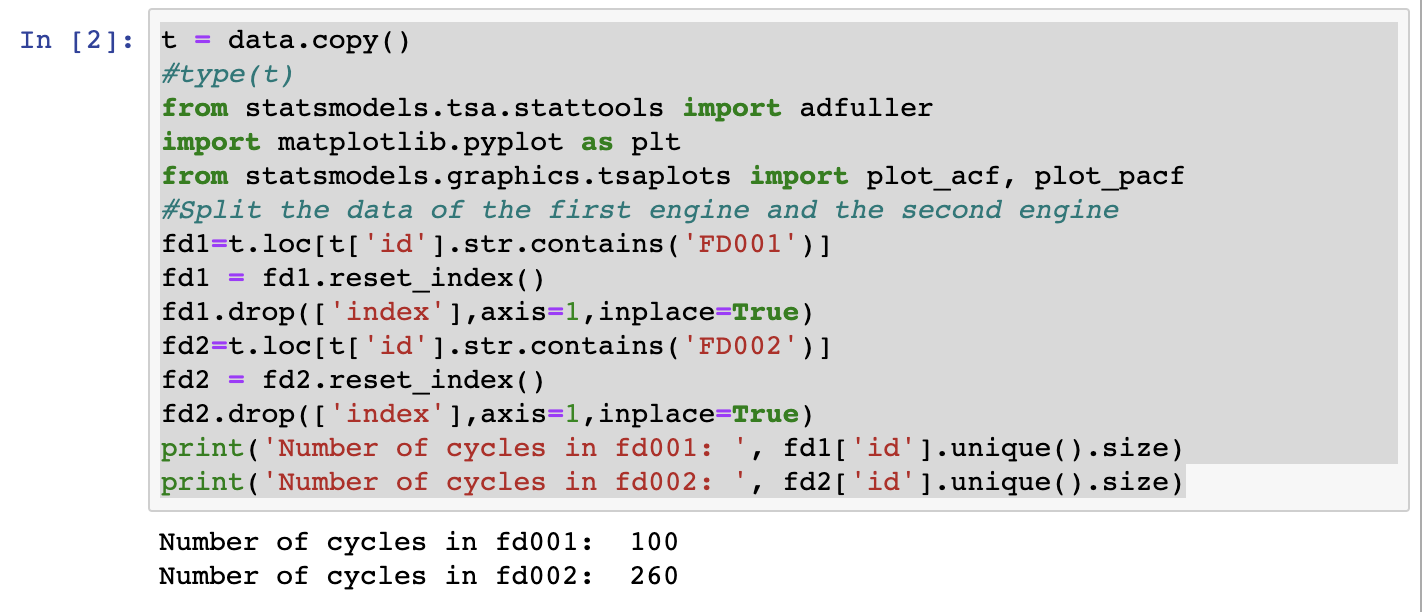 In [2]:
t = data.copy()
#type(t)
from statsmodels.tsa.stattools import adfuller
import matplotlib.pyplot as plt
from statsmodels.graphics.tsaplots import plot_acf, plot_pacf
#Split the data of the first engine and the second engine
fd1=t.loc[t['id'].str.contains('FD001')]
fd1 = fd1.reset_index()
fd1.drop(['index'],axis=1,inplace=True)
fd2=t.loc[t['id'].str.contains('FD002')]
fd2 = fd2.reset_index()
fd2.drop(['index'],axis=1,inplace=True)
print('Number of cycles in fd001: ', fd1['id'].unique().size)
print('Number of cycles in fd002: ', fd2['id'].unique().size)
Number of cycles in fd001:  100
Number of cycles in fd002:  260